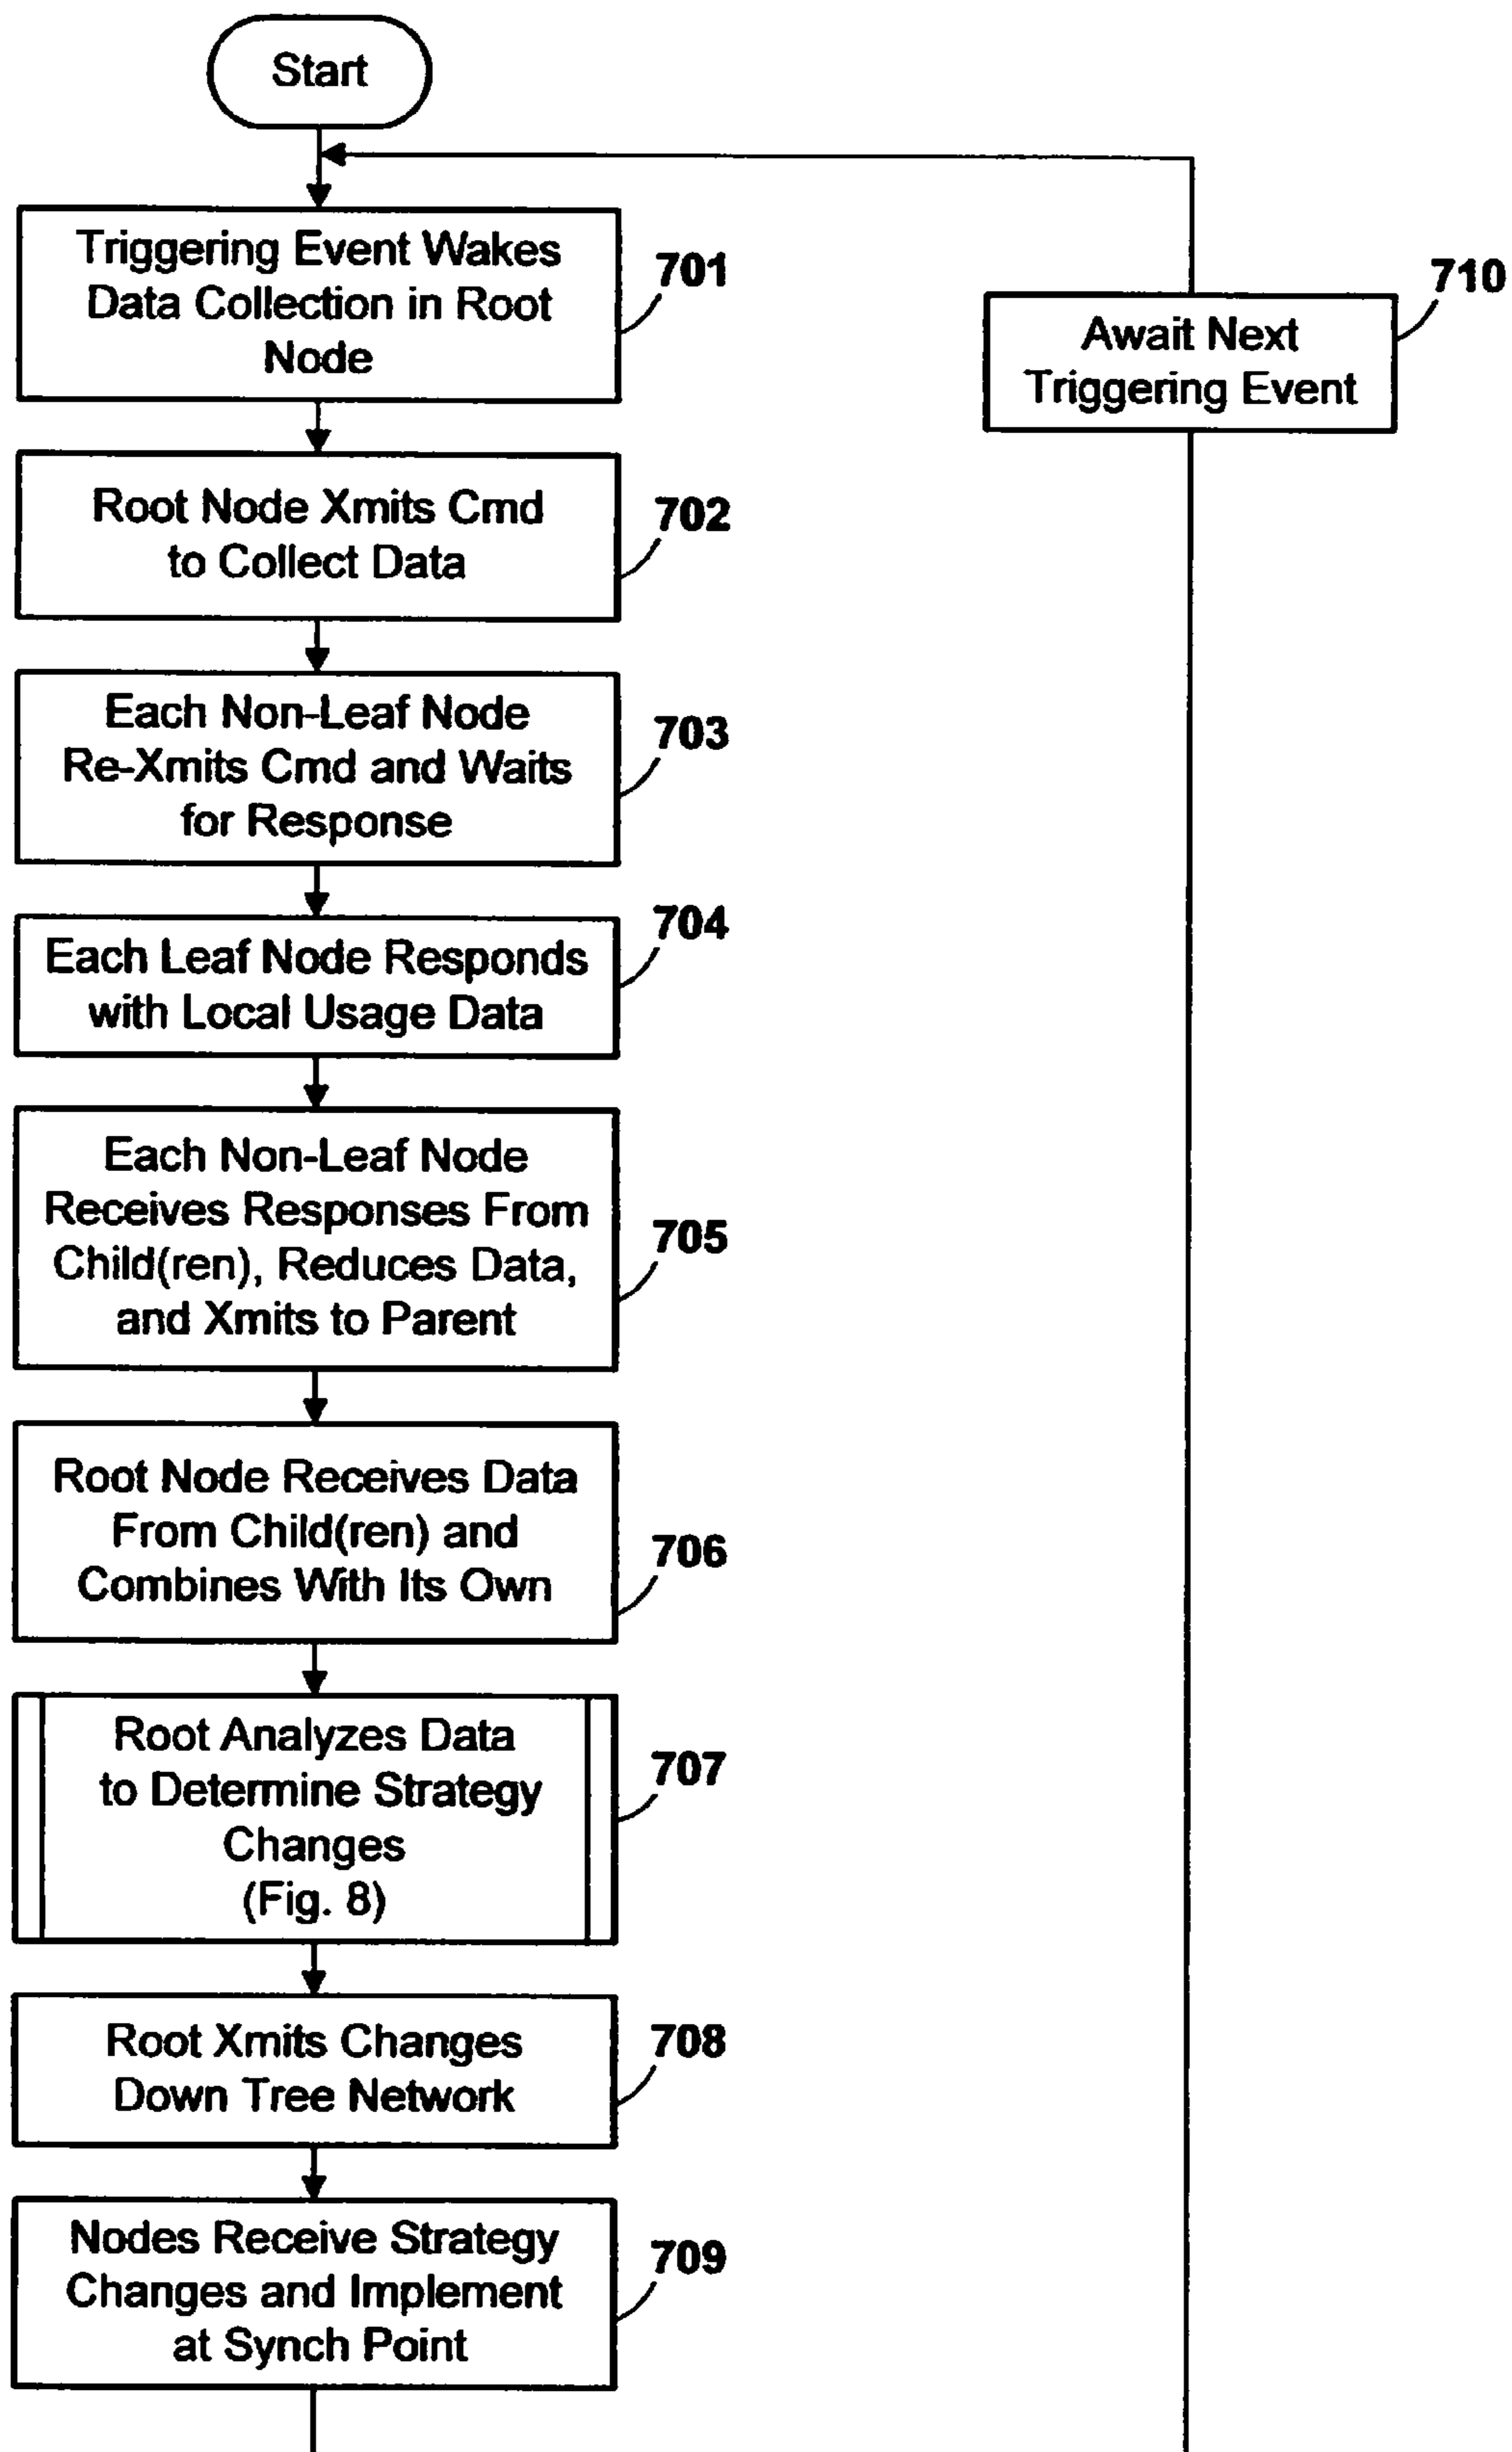 Start
Triggering Event Wakes
Data Collection in Root
Node
701
Await Next
Triggering Event
710
Root Node Xmits Cmd
to Collect Data
702
Each Non-Leaf Node
Re-Xmits Cmd and Waits
for Response
703
Each Leaf Node Responds
with Local Usage Data
704
Each Non-Leaf Node
Receives Responses From
Child(ren), Reduces Data,
and Xmits to Parent
705
Root Node Receives Data
From Child(ren) and
Combines With Its Own
706
Root Analyzes Data
to Determine Strategy
Changes
(Fig. 8)
707
Root Xmits Changes
Down Tree Network
708
Nodes Receive Strategy
Changes and Implement
at Synch Point
709